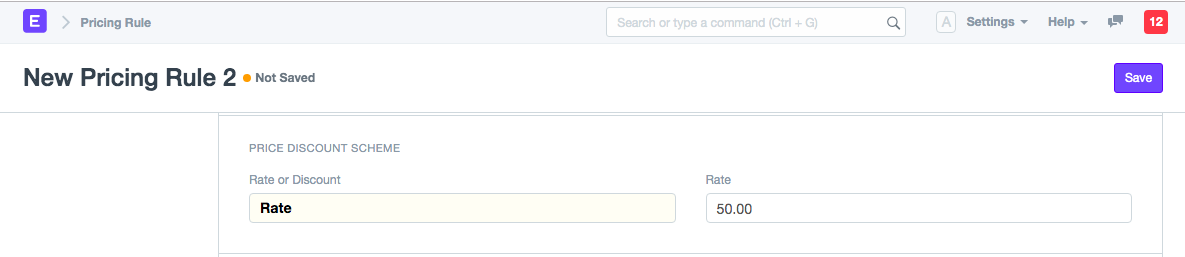 E Pricing Rule Search or type a command (Ctrl + G) A Settings Help 12
New Pricing Rule 2 Not Saved Save
PRICE DISCOUNT SCHEME
Rate or Discount Rate
Rate 50.00